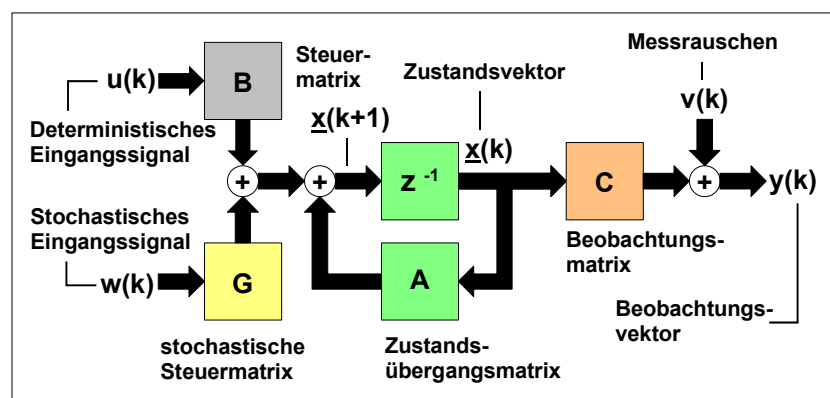 Messrauschen
v(k)
Steuer-
matrix
Zustandsvektor
u(k)
B
Deterministisches
Eingangssignal
x(k+1)
x(k)
+
+
z -1
C
+
y(k)
Stochastisches
Eingangssignal
w(k)
G
A
Beobachtungs-
matrix
Beobachtungs-
vektor
stochastische
Steuermatrix
Zustands-
übergangsmatrix